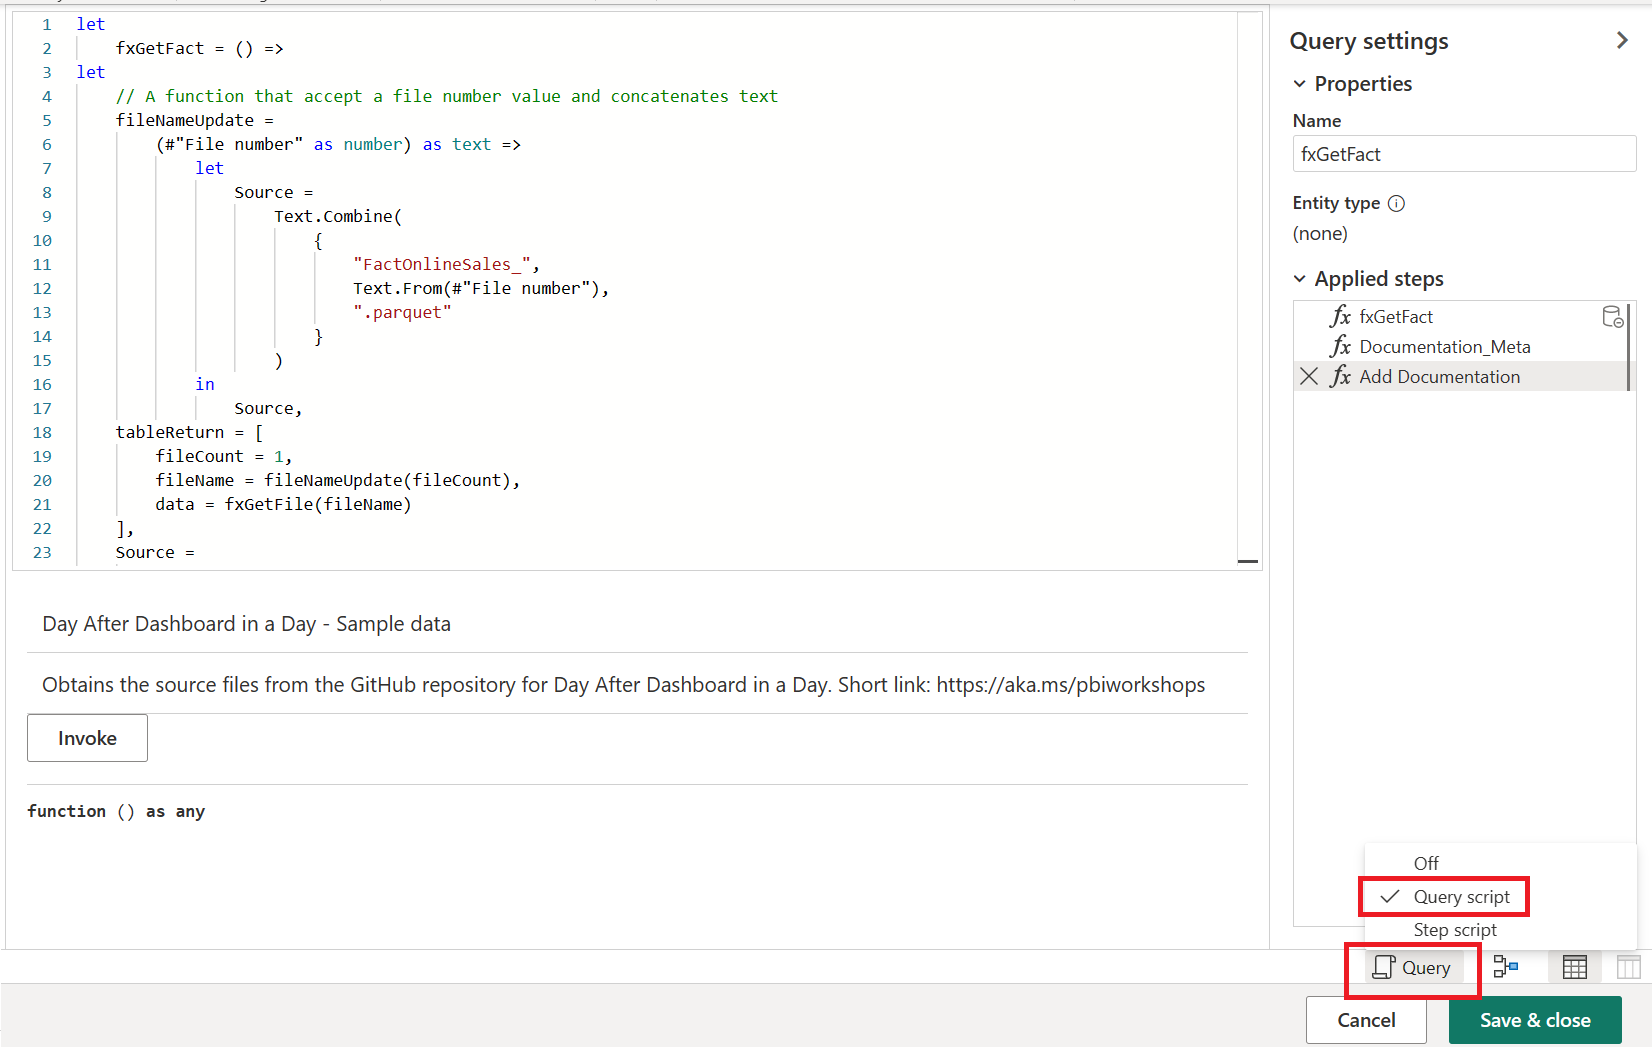 1 let
2 fxGetFact = () =>
3 let
4 // A function that accept a file number value and concatenates text
5 fileNameUpdate =
6 (#"File number" as number) as text =>
7 let
8 Source =
9 Text.Combine(
10 {
11 "FactOnlineSales_",
12 Text.From(#"File number"),
13 ".parquet"
14 }
15 )
16 in
17 Source,
18 tableReturn = [
19 fileCount = 1,
20 fileName = fileNameUpdate(fileCount),
21 data = fxGetFile(fileName)
22 ],
23 Source =
Day After Dashboard in a Day - Sample data
Obtains the source files from the GitHub repository for Day After Dashboard in a Day. Short link: https://aka.ms/pbiworkshops
Invoke
function () as any
Query settings
Properties
Name
fxGetFact
Entity type
(none)
Applied steps
fx fxGetFact
fx Documentation_Meta
fx Add Documentation
Off
Query script
Step script
Query
Cancel
Save & close